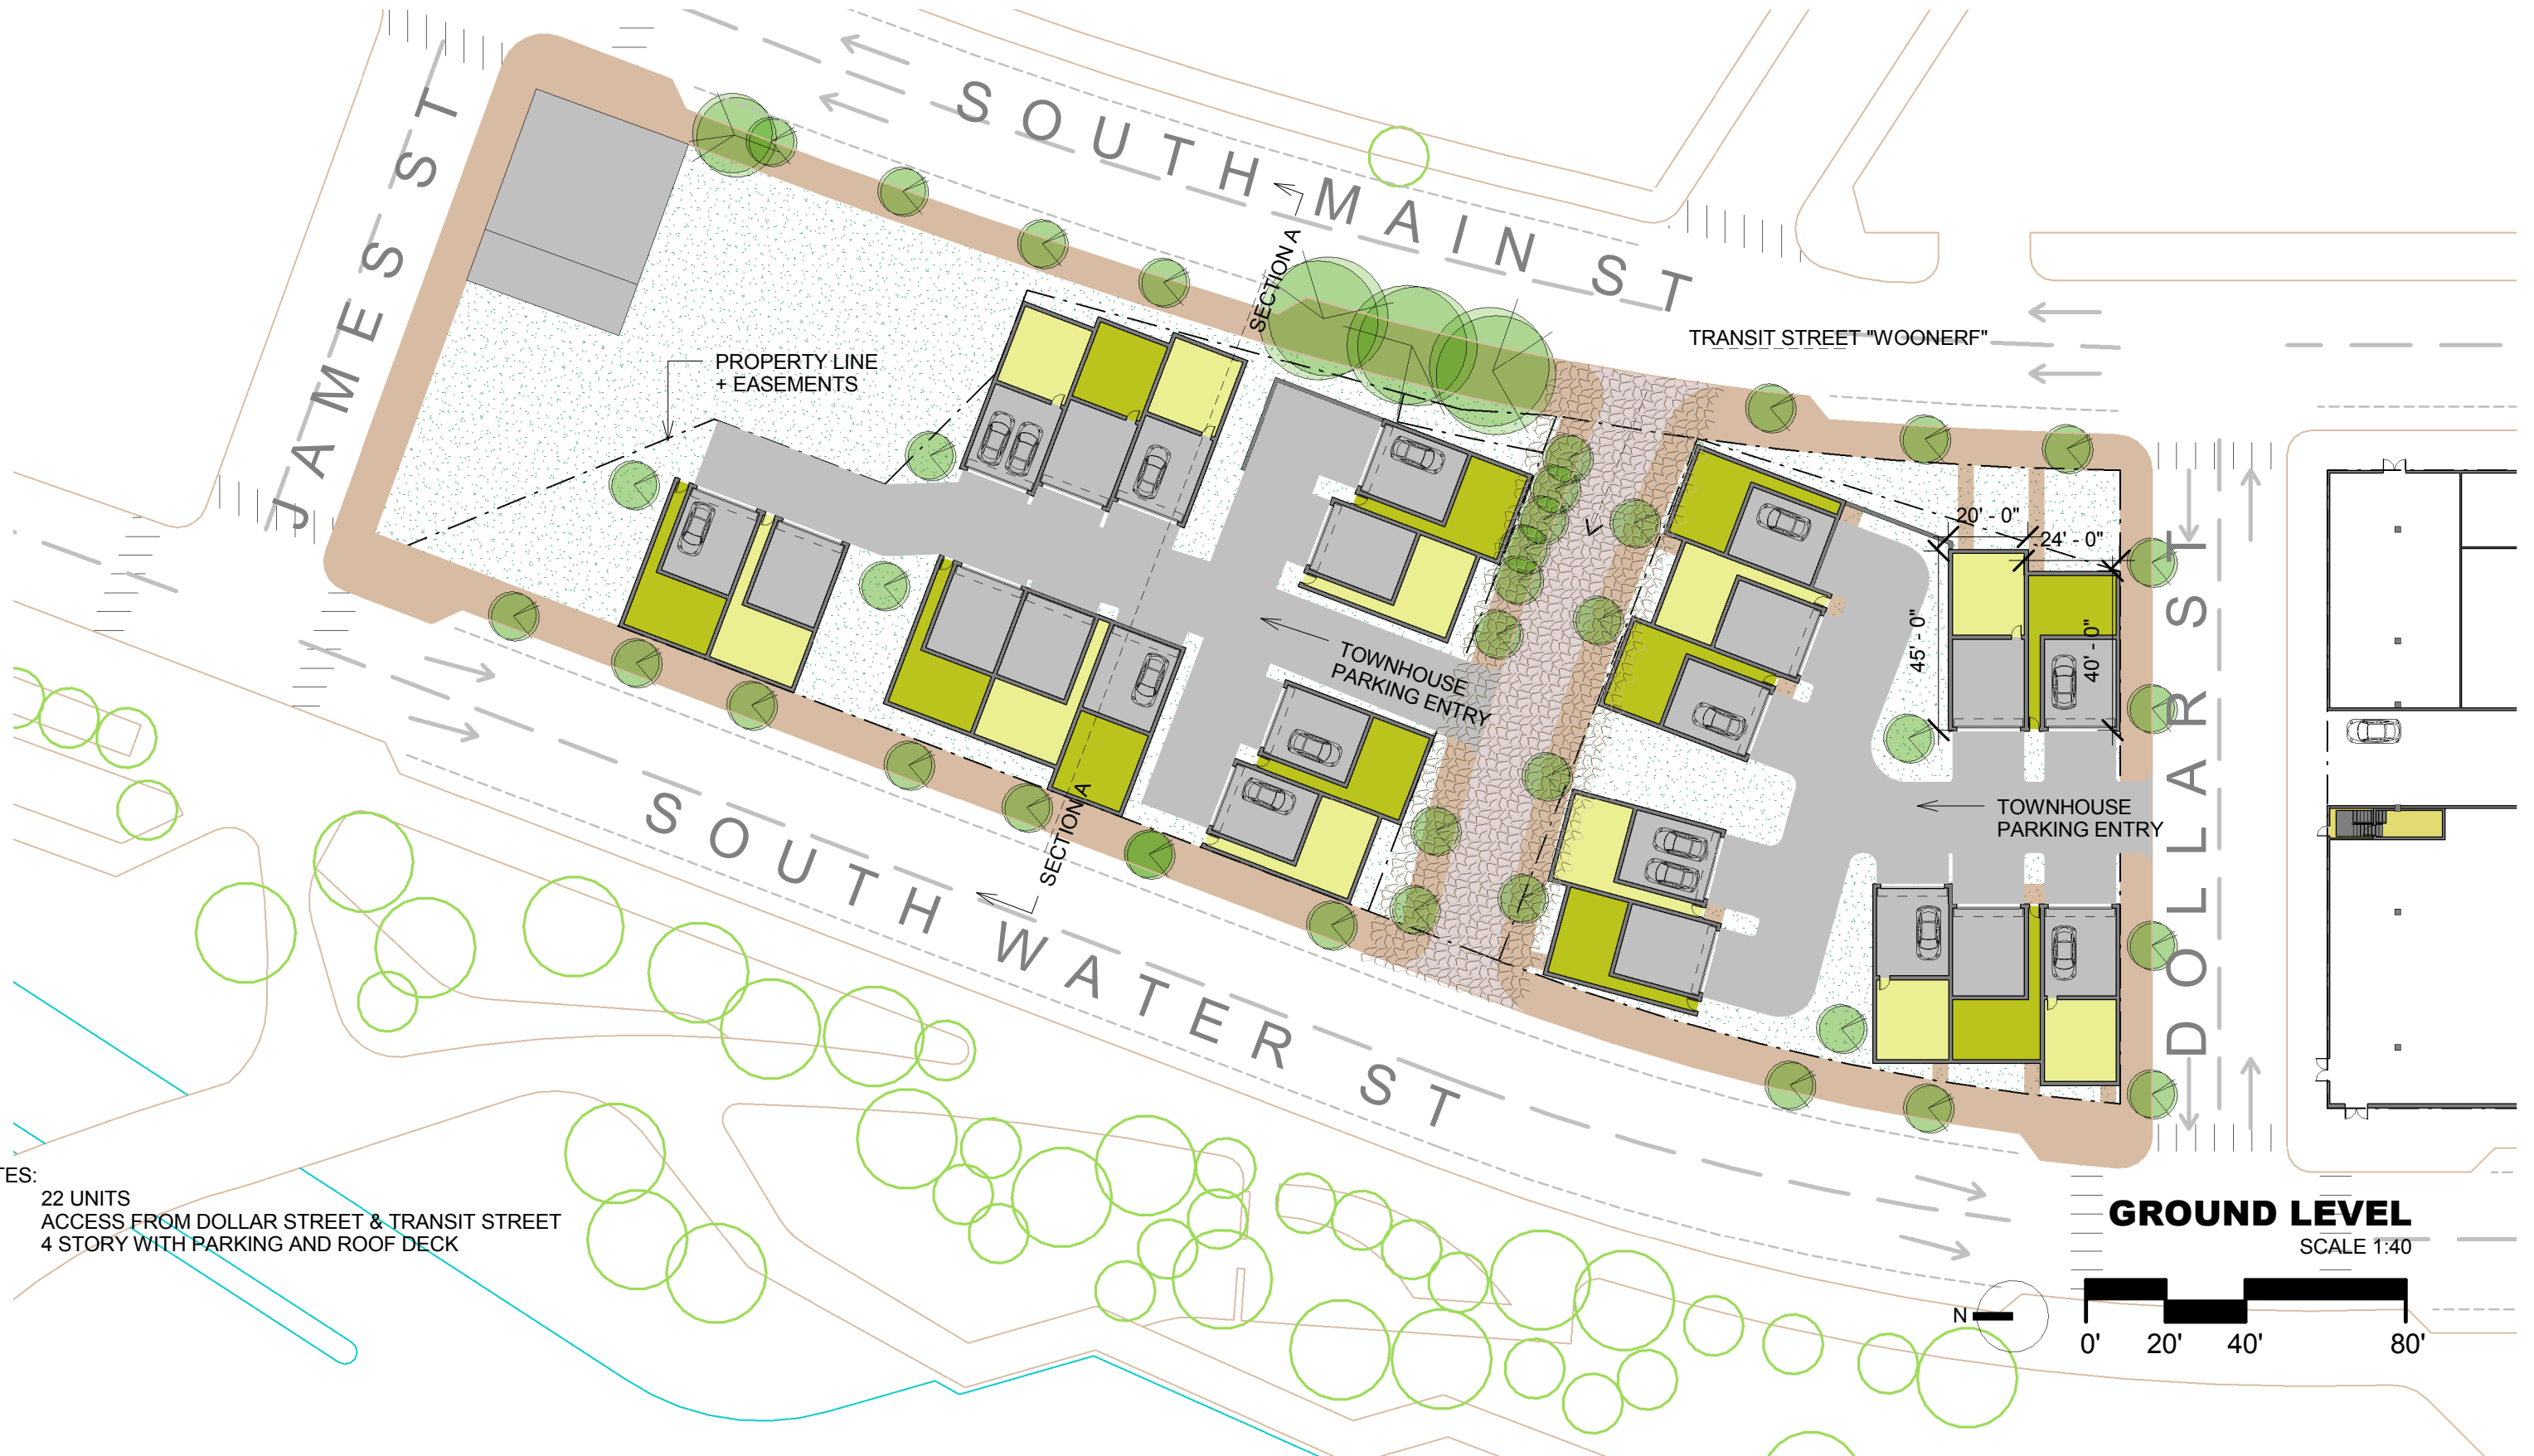 JAMES ST
SOUTH MAIN ST
SECTION A
TRANSIT STREET "WOONERF"
PROPERTY LINE
+ EASEMENTS
20' - 0"
24' - 0"
45' - 0"
40' - 0"
TOWNHOUSE
PARKING ENTRY
TOWNHOUSE
PARKING ENTRY
DOLLAR ST
SECTION A
SOUTH WATER ST
TES:
22 UNITS
ACCESS FROM DOLLAR STREET & TRANSIT STREET
4 STORY WITH PARKING AND ROOF DECK
GROUND LEVEL
SCALE 1:40
N
0' 20' 40' 80'